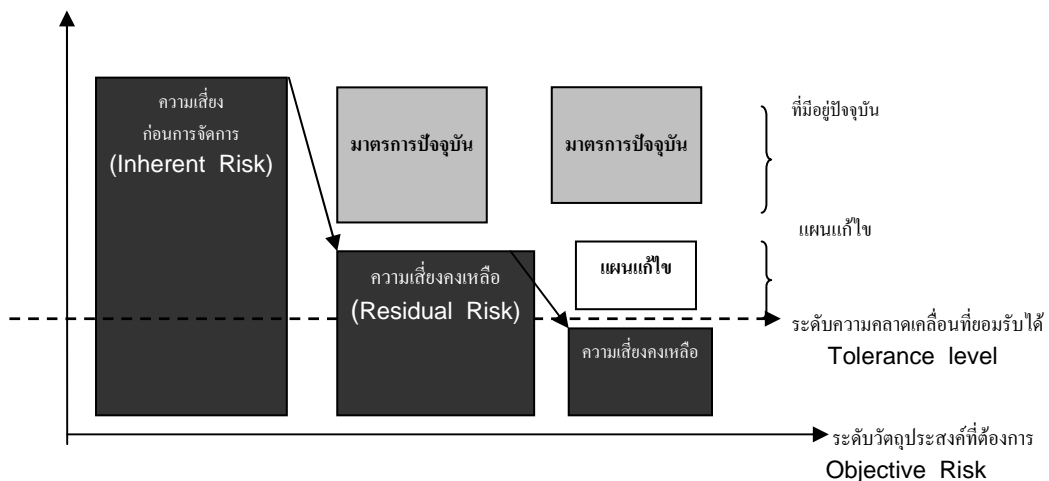 ความเสี่ยง
ก่อนการจัดการ
(Inherent Risk)
มาตรการปัจจุบัน
มาตรการปัจจุบัน
ที่มีอยู่ปัจจุบัน
แผนแก้ไข
แผนแก้ไข
ความเสี่ยงคงเหลือ
(Residual Risk)
ระดับความคลาดเคลื่อนที่ยอมรับได้
Tolerance level
ความเสี่ยงคงเหลือ
ระดับวัตถุประสงค์ที่ต้องการ
Objective Risk